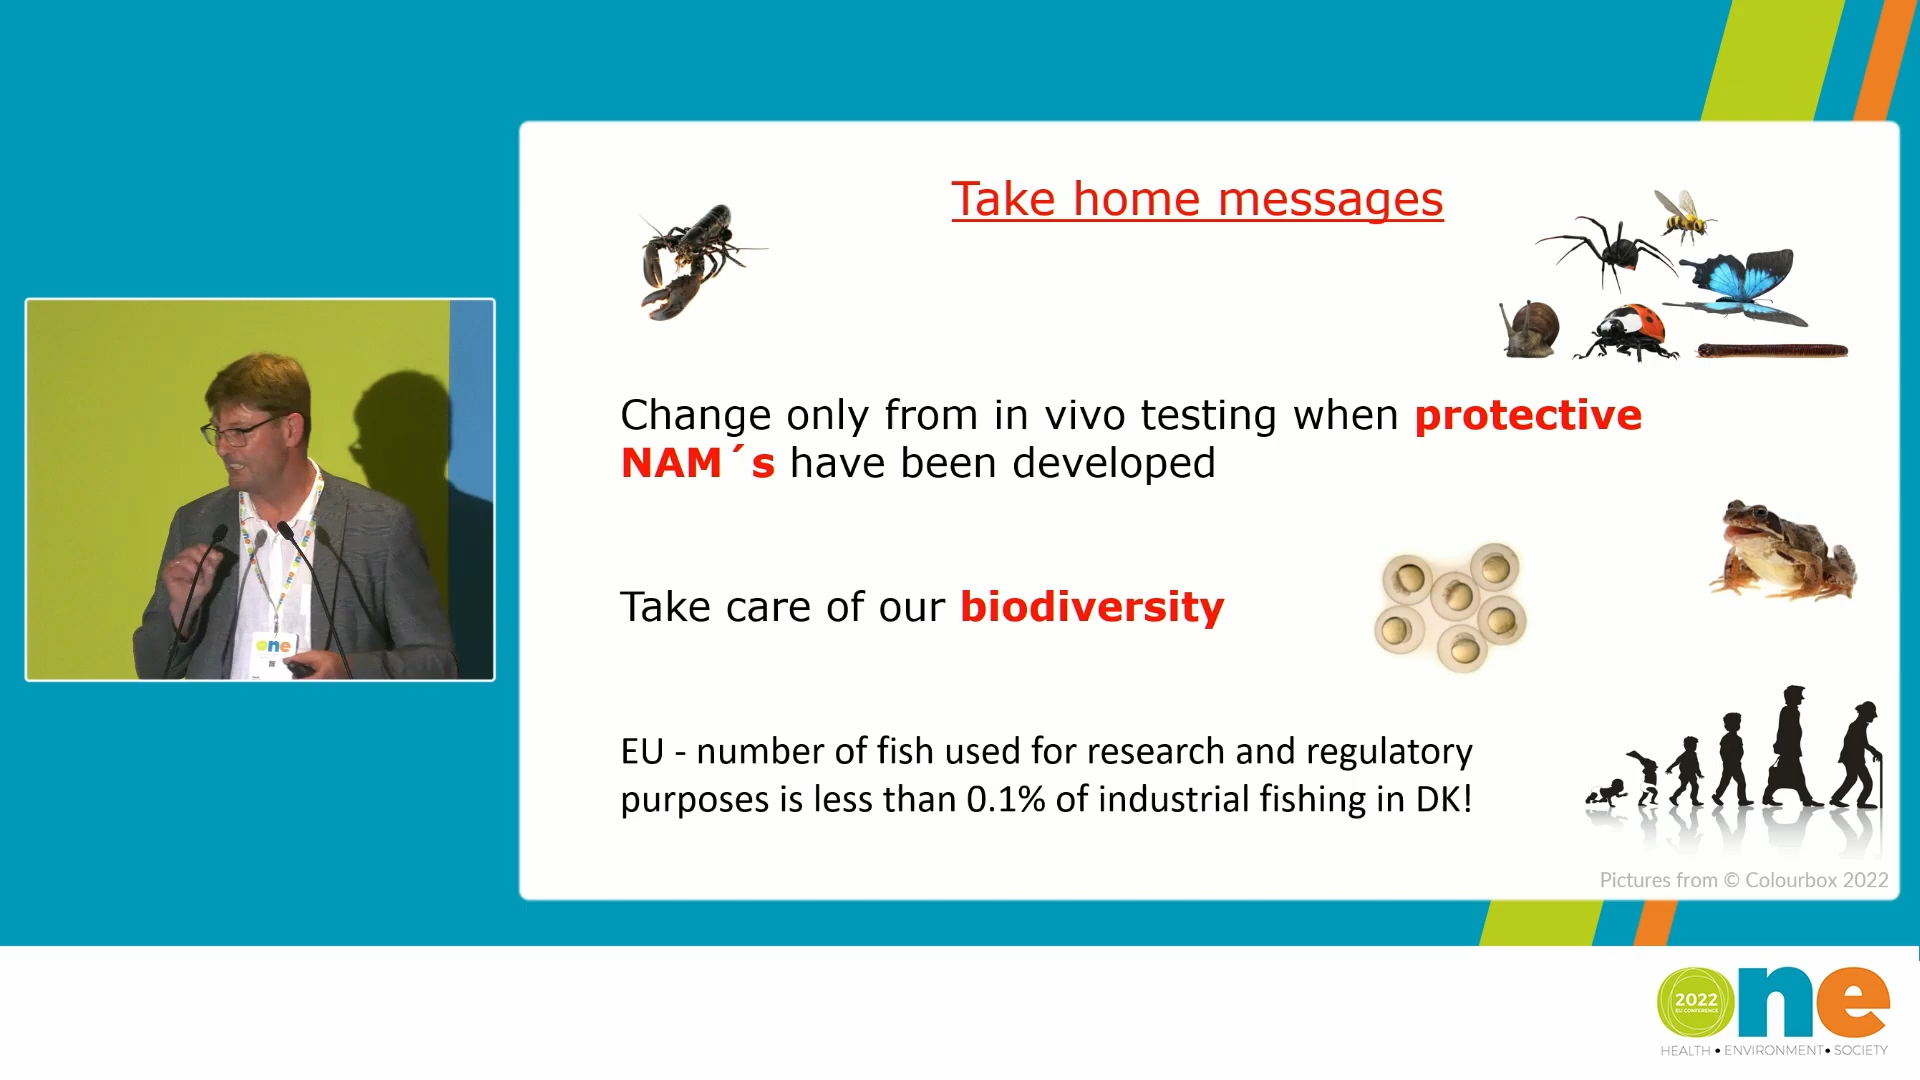 Take home messages
Change only from in vivo testing when protective
NAM´s have been developed
Take care of our biodiversity
EU - number of fish used for research and regulatory
purposes is less than 0.1% of industrial fishing in DK!
Pictures from © Colourbox 2022
one
2022
EU CONFERENCE
one
HEALTH • ENVIRONMENT • SOCIETY